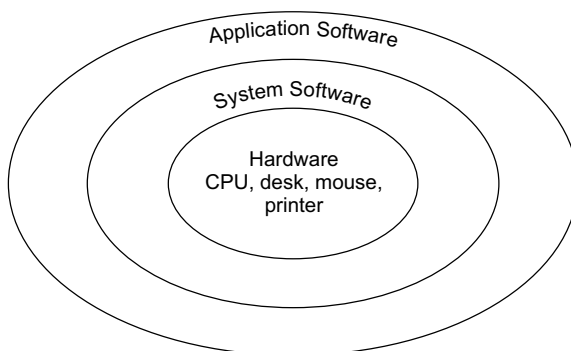 Application Software
System Software
Hardware
CPU, desk, mouse,
printer